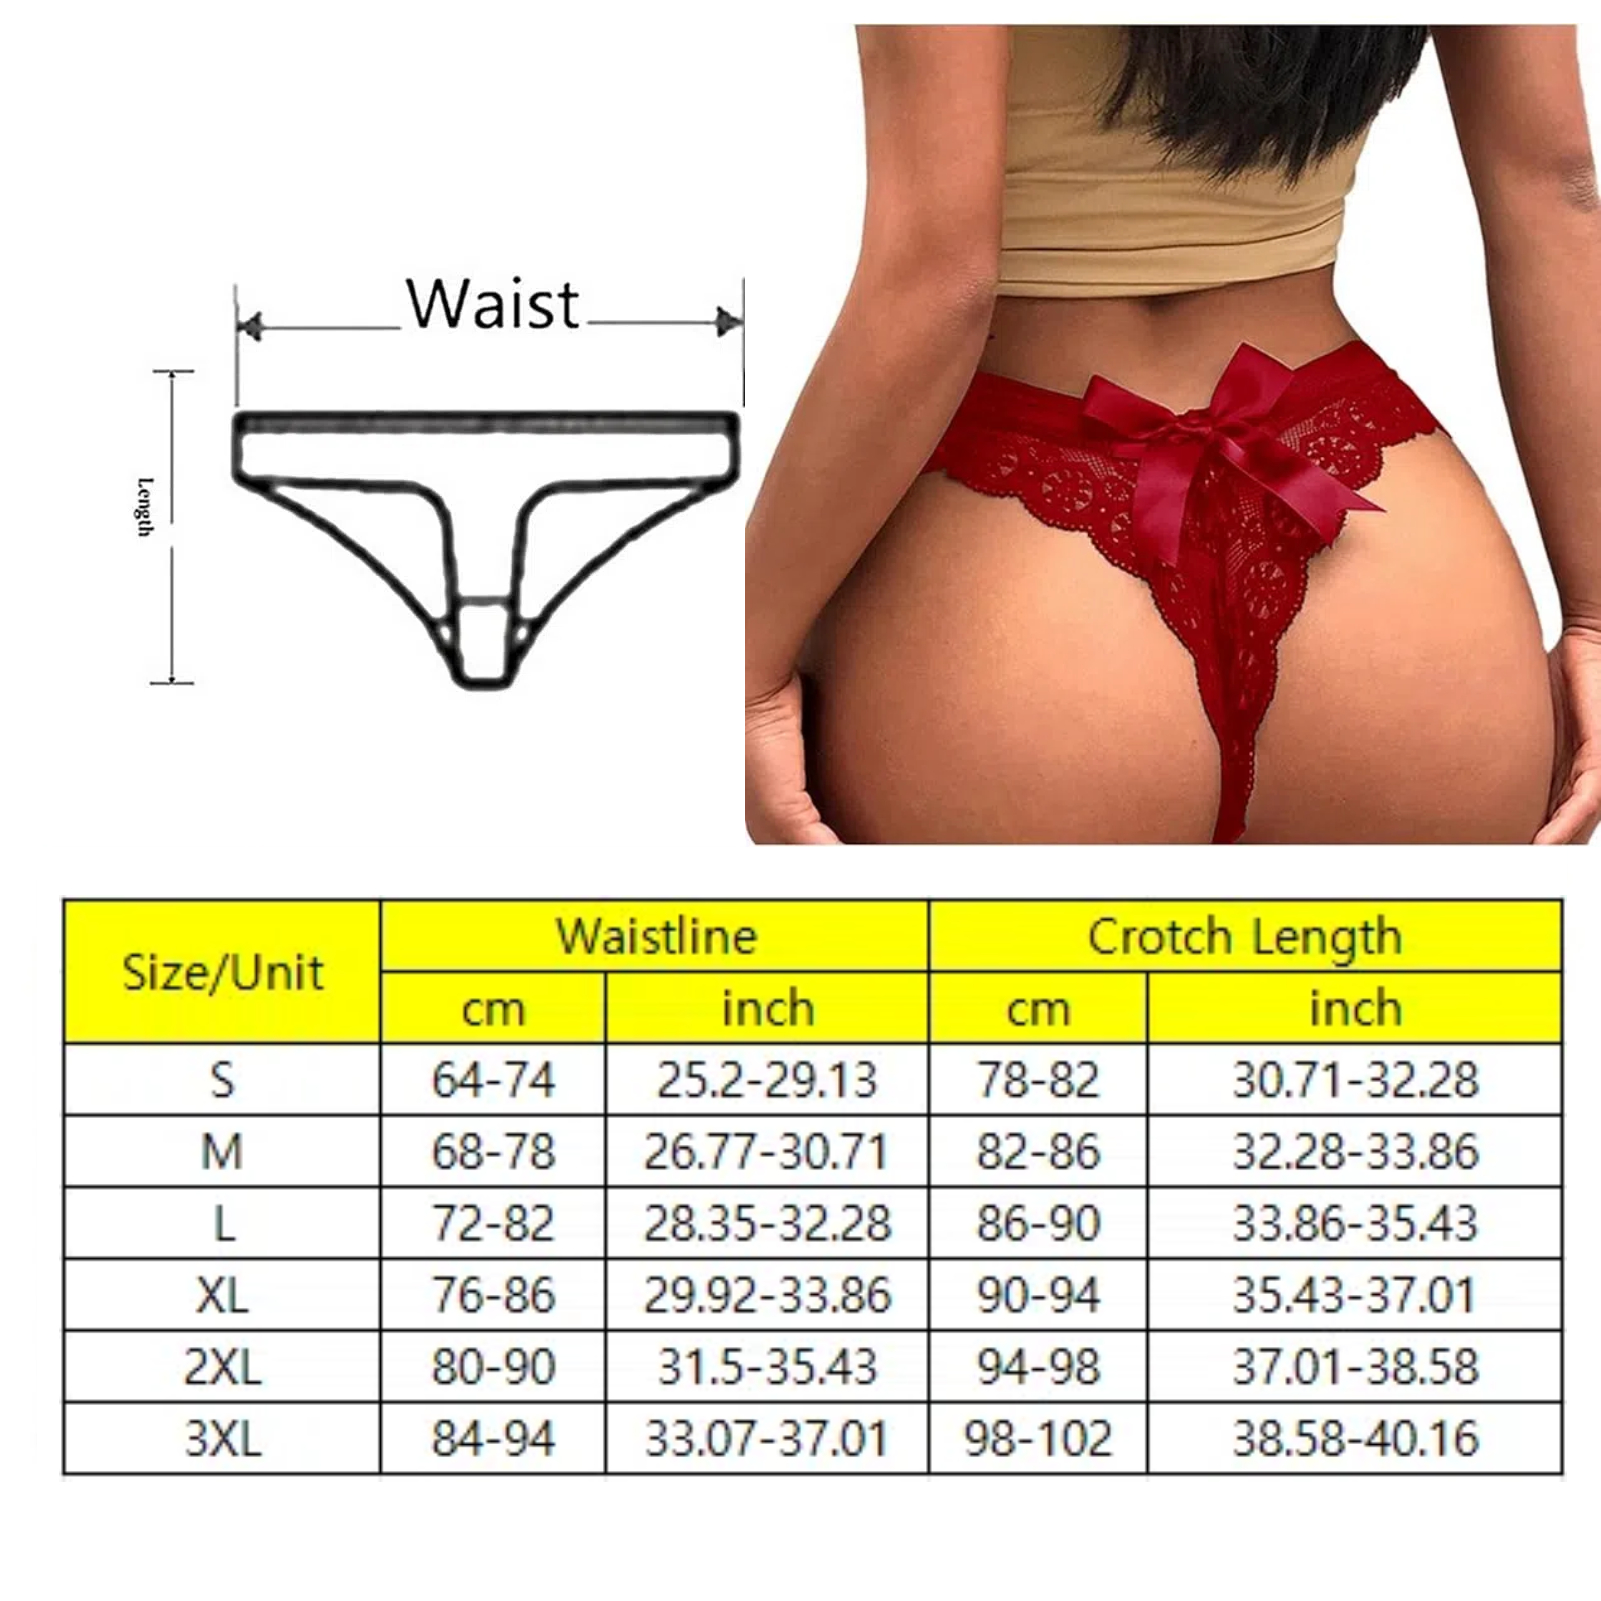 Waist
Length
Size/Unit Waistline Crotch Length
cm inch cm inch
S 64-74 25.2-29.13 78-82 30.71-32.28
M 68-78 26.77-30.71 82-86 32.28-33.86
L 72-82 28.35-32.28 86-90 33.86-35.43
XL 76-86 29.92-33.86 90-94 35.43-37.01
2XL 80-90 31.5-35.43 94-98 37.01-38.58
3XL 84-94 33.07-37.01 98-102 38.58-40.16